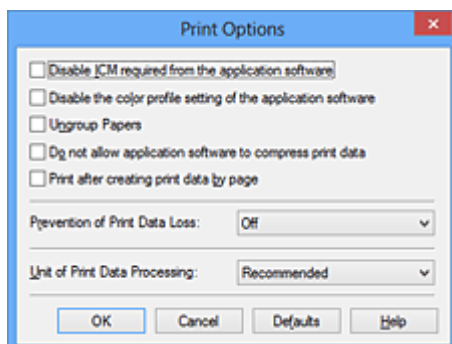 Print Options
Disable ICM required from the application software
Disable the color profile setting of the application software
Ungroup Papers
Do not allow application software to compress print data
Print after creating print data by page
Prevention of Print Data Loss: Off
Unit of Print Data Processing: Recommended
OK Cancel Defaults Help